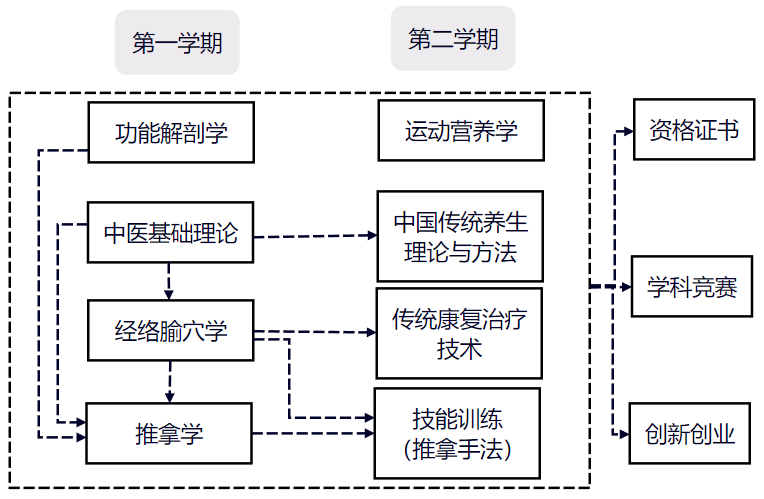 第一学期
第二学期
功能解剖学
运动营养学
资格证书
中医基础理论
中国传统养生
理论与方法
学科竞赛
经络腧穴学
传统康复治疗
技术
推拿学
技能训练
（推拿手法）
创新创业